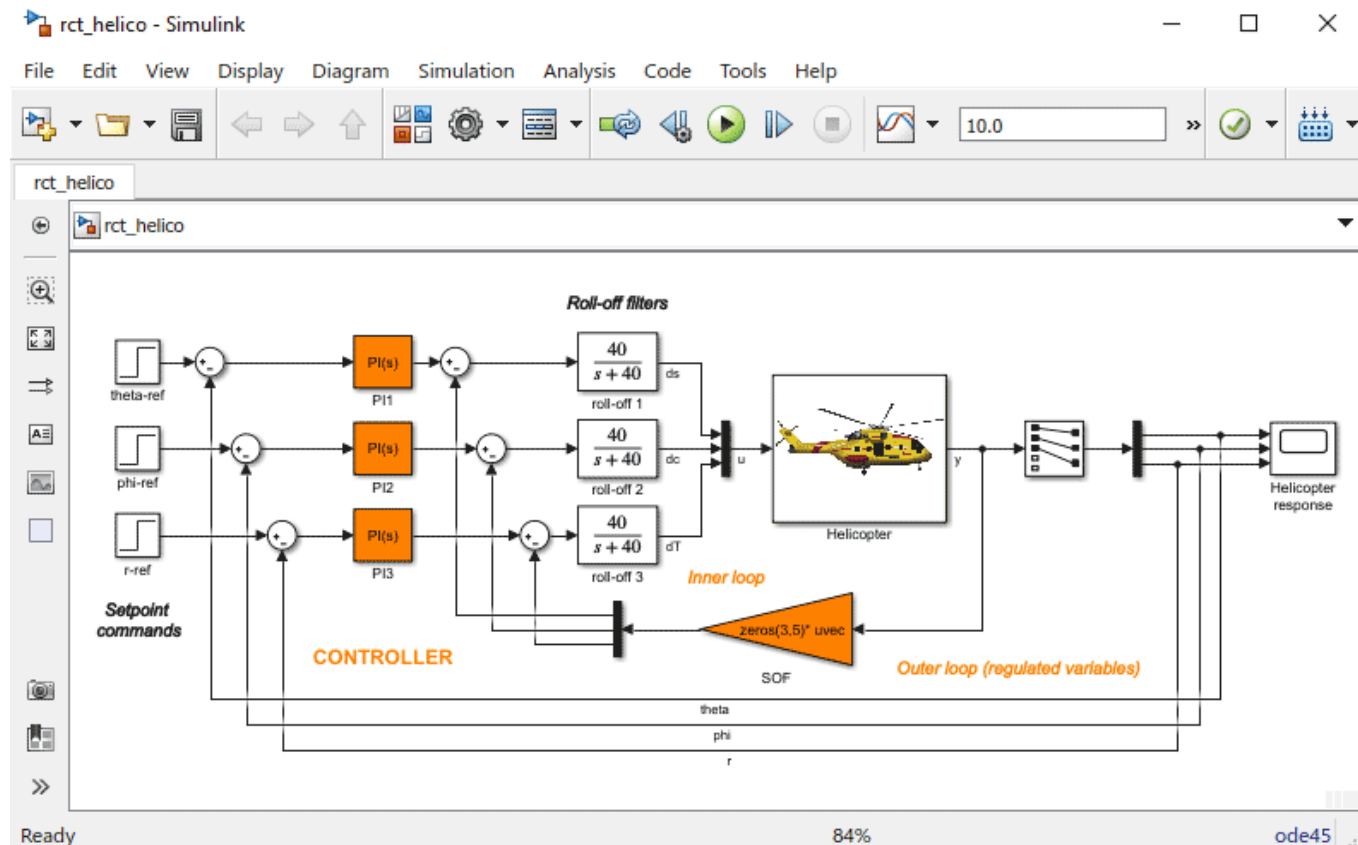 rct_helico - Simulink
File Edit View Display Diagram Simulation Analysis Code Tools Help
10.0
rct_helico
rct_helico
Roll-off filters
theta-ref
PI(s)
PI1
40
s + 40
roll-off 1
ds
phi-ref
PI(s)
PI2
40
s + 40
roll-off 2
dc
u
Helicopter
y
Helicopter
response
r-ref
PI(s)
PI3
40
s + 40
roll-off 3
dT
Inner loop
Setpoint
commands
CONTROLLER
zeros(3,5)* uvec
SOF
Outer loop (regulated variables)
theta
phi
r
Ready 84% ode45